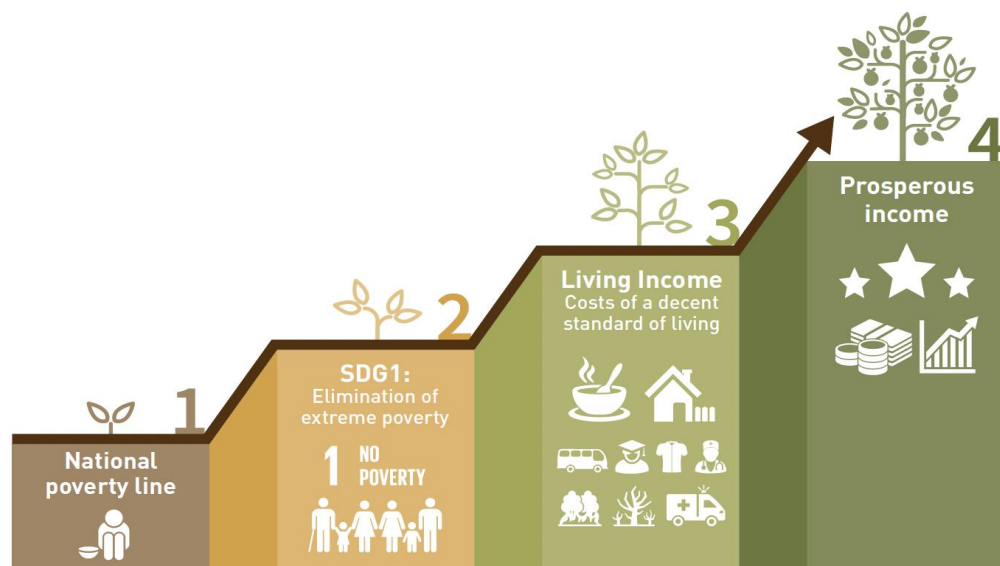 1
National
poverty line
2
SDG1:
Elimination of
extreme poverty
1 NO
POVERTY
3
Living Income
Costs of a decent
standard of living
4
Prosperous
income